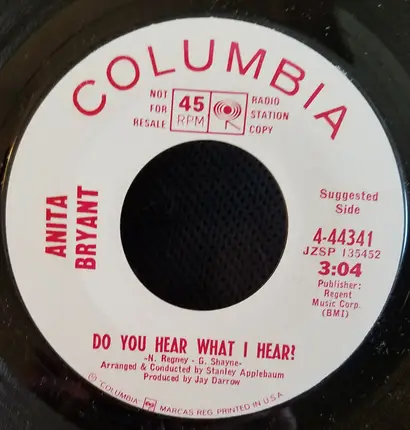 COLUMBIA
NOT
FOR
RESALE
45
RPM
RADIO
STATION
COPY
ANITA
BRYANT
Suggested
Side
4-44341
JZSP 135452
3:04
Publisher:
Regent
Music Corp.
(BMI)
DO YOU HEAR WHAT I HEAR?
-N. Regney - G. Shayne-
Arranged & Conducted by Stanley Applebaum
Produced by Jay Darrow
® "COLUMBIA" MARCAS REG. PRINTED IN U.S.A.